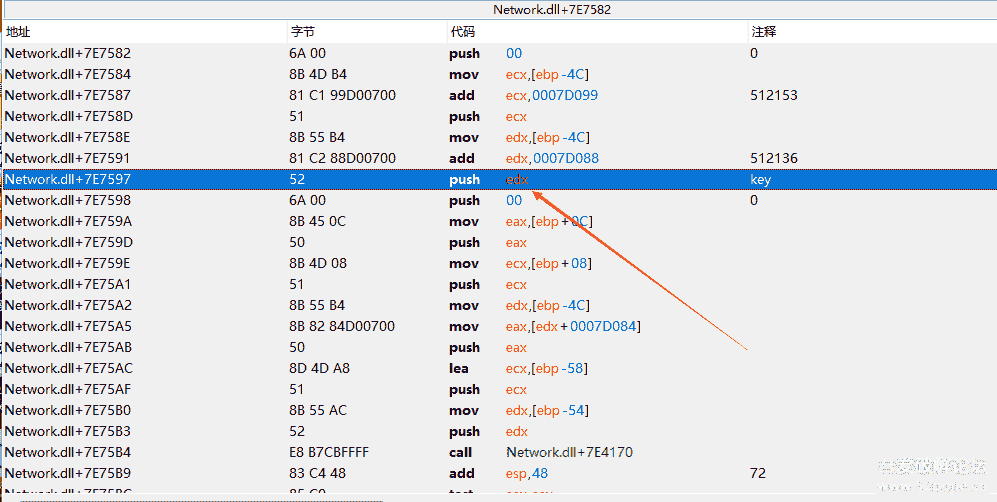 Network.dll+7E7582
地址 字节 代码 注释
Network.dll+7E7582 6A 00 push 00 0
Network.dll+7E7584 8B 4D B4 mov ecx,[ebp-4C]
Network.dll+7E7587 81 C1 99D00700 add ecx,0007D099 512153
Network.dll+7E758D 51 push ecx
Network.dll+7E758E 8B 55 B4 mov edx,[ebp-4C]
Network.dll+7E7591 81 C2 88D00700 add edx,0007D088 512136
Network.dll+7E7597 52 push edx key
Network.dll+7E7598 6A 00 push 00 0
Network.dll+7E759A 8B 45 0C mov eax,[ebp+0C]
Network.dll+7E759D 50 push eax
Network.dll+7E759E 8B 4D 08 mov ecx,[ebp+08]
Network.dll+7E75A1 51 push ecx
Network.dll+7E75A2 8B 55 B4 mov edx,[ebp-4C]
Network.dll+7E75A5 8B 82 84D00700 mov eax,[edx+0007D084]
Network.dll+7E75AB 50 push eax
Network.dll+7E75AC 8D 4D A8 lea ecx,[ebp-58]
Network.dll+7E75AF 51 push ecx
Network.dll+7E75B0 8B 55 AC mov edx,[ebp-54]
Network.dll+7E75B3 52 push edx
Network.dll+7E75B4 E8 B7CBFFFF call Network.dll+7E4170
Network.dll+7E75B9 83 C4 48 add esp,48 72